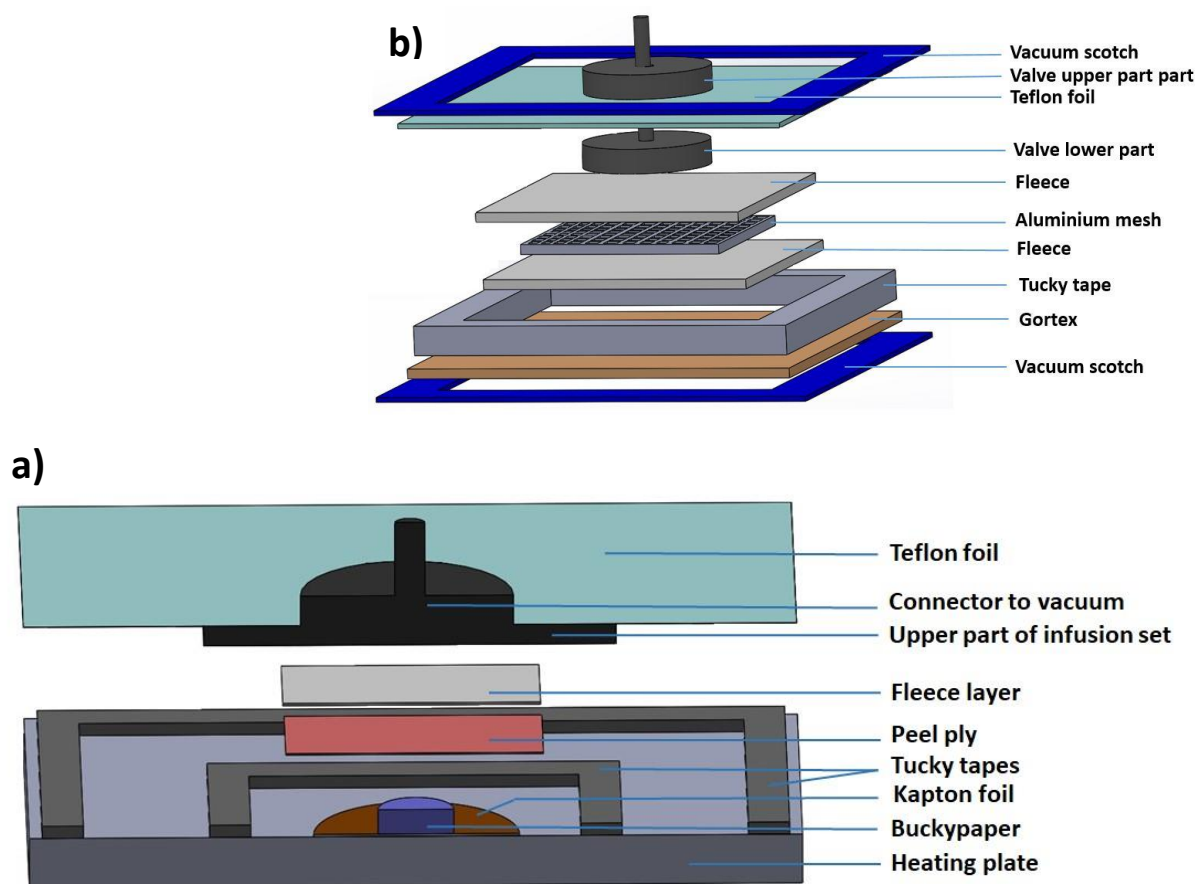 b)
Vacuum scotch
Valve upper part part
Teflon foil
Valve lower part
Fleece
Aluminium mesh
Fleece
Tucky tape
Gortex
Vacuum scotch
a)
Teflon foil
Connector to vacuum
Upper part of infusion set
Fleece layer
Peel ply
Tucky tapes
Kapton foil
Buckypaper
Heating plate